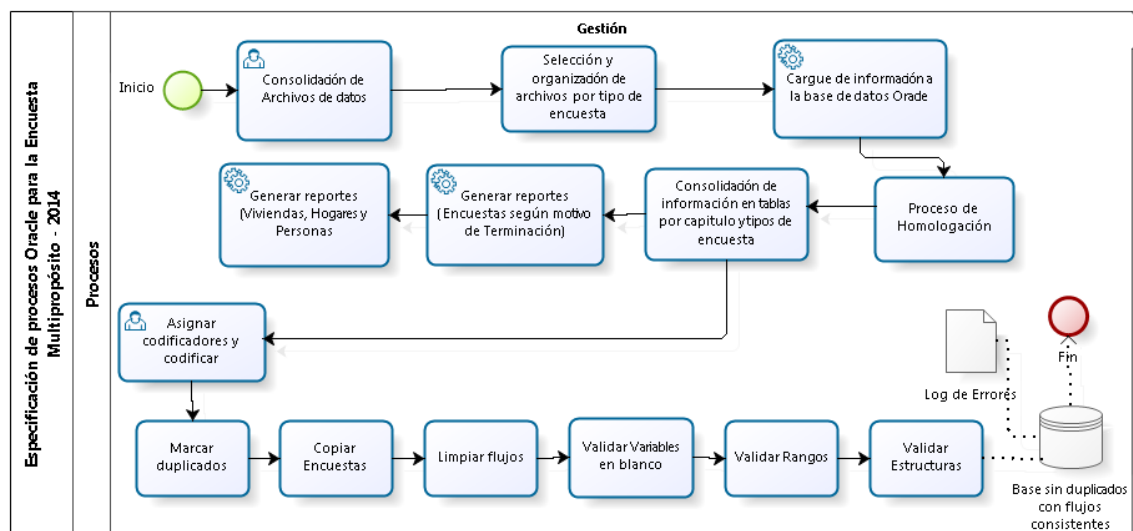 Especificación de procesos Oracle para la Encuesta
Multipropósito - 2014
Procesos
Gestión
Inicio
Consolidación de
Archivos de datos
Selección y
organización de
archivos por tipo de
encuesta
Cargue de información a
la base de datos Orade
Proceso de
Homologación
Consolidación de
información en tablas
por capitulo ytipos de
encuesta
Generar reportes
( Encuestas según motivo
de Terminación)
Generar reportes
(Viviendas, Hogares y
Personas
Asignar
codificadores y
codificar
Marcar
duplicados
Copiar
Encuestas
Limpiar flujos
Validar Variables
en blanco
Validar Rangos
Validar
Estructuras
Log de Errores
Fin
Base sin duplicados
con flujos
consistentes